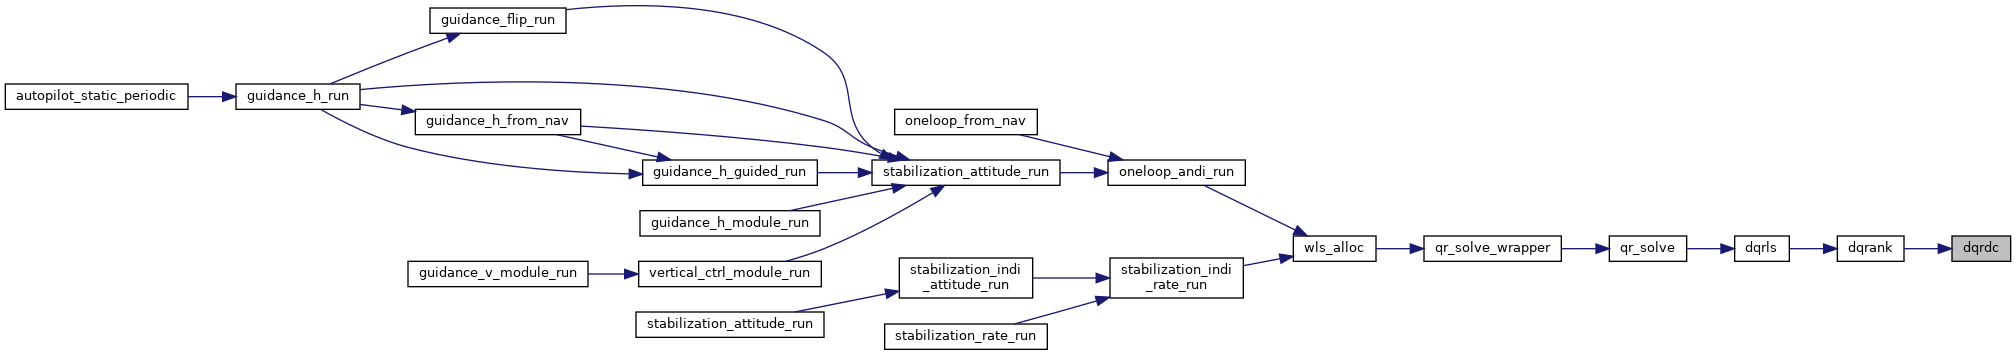 guidance_flip_run
autopilot_static_periodic
guidance_h_run
guidance_h_from_nav
oneloop_from_nav
guidance_h_guided_run
stabilization_attitude_run
oneloop_andi_run
guidance_h_module_run
wls_alloc
qr_solve_wrapper
qr_solve
dqrls
dqrank
dqrdc
guidance_v_module_run
vertical_ctrl_module_run
stabilization_indi
_attitude_run
stabilization_indi
_rate_run
stabilization_attitude_run
stabilization_rate_run